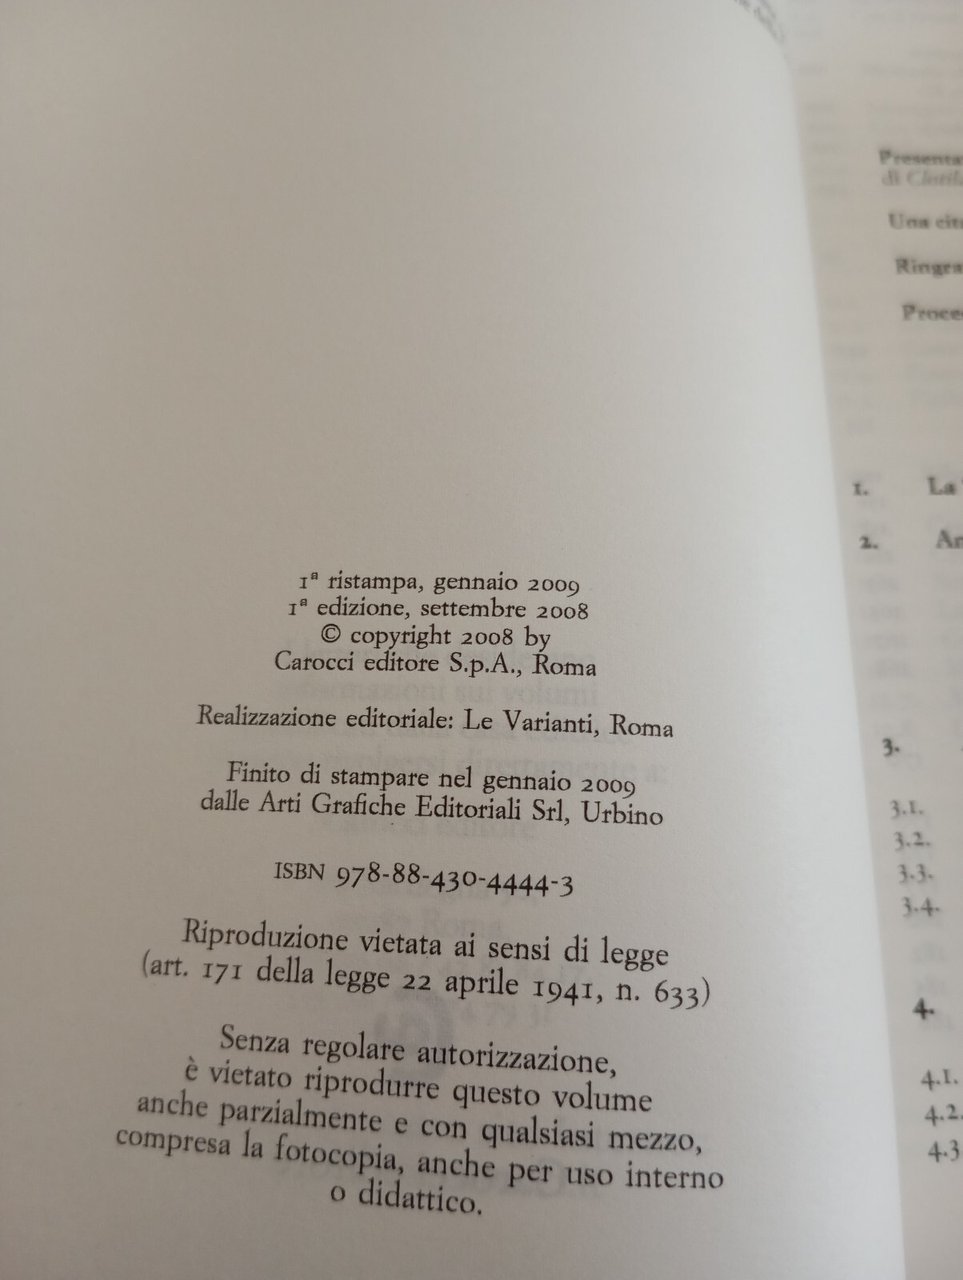 1ª ristampa, gennaio 2009
1ª edizione, settembre 2008
© copyright 2008 by
Carocci editore S.p.A., Roma
Realizzazione editoriale: Le Varianti, Roma
Finito di stampare nel gennaio 2009
dalle Arti Grafiche Editoriali Srl, Urbino
ISBN 978-88-430-4444-3
Riproduzione vietata ai sensi di legge
(art. 171 della legge 22 aprile 1941, n. 633)
Senza regolare autorizzazione,
è vietato riprodurre questo volume
anche parzialmente e con qualsiasi mezzo,
compresa la fotocopia, anche per uso interno
o didattico.
di
Una
1. La
2.
3.
3.1.
3.2.
3.3.
3.4.
4.
4.1.
4.2.
4.3